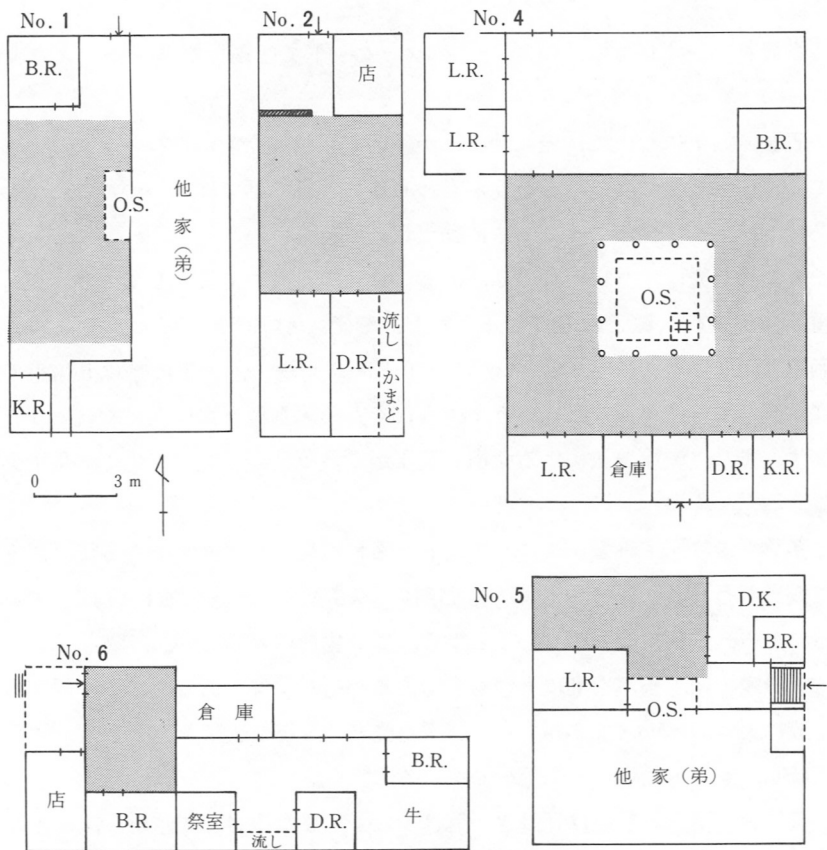 No. 1
B.R.
O.S.
他家(弟)
K.R.
0 3 m
No. 2
店
L.R.
D.R.
流し
かまど
No. 4
L.R.
L.R.
B.R.
O.S.
L.R.
倉庫
D.R.
K.R.
No. 6
倉庫
店
B.R.
祭室
流し
D.R.
B.R.
牛
No. 5
D.K.
B.R.
L.R.
O.S.
他家(弟)